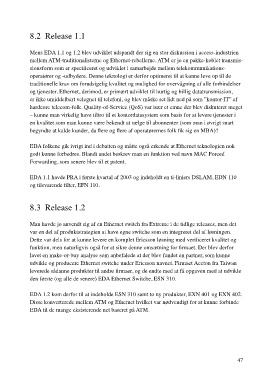 8.2 Release 1.1
Mens EDA 1.1 og 1.2 blev udviklet udspandt der sig en stor diskussion i access-industrien
mellem ATM-traditionalisterne og Ethernet-rebellerne. ATM er jo en pakke-koblet transmis-
sionsform som er specificeret og udviklet i samarbejde mellem telekommunikations-
operatører og -udbydere. Denne teknologi er derfor optimeret til at kunne leve op til de
traditionelle krav om forudsigelig kvalitet og mulighed for overvågning af alle forbindelser
og tjenester. Ethernet, derimod, er primært udviklet til hurtig og billig datatransmission,
er ikke umiddelbart velegnet til telefoni, og blev måske set lidt ned på som "kontor-IT" af
hardcore telecom-folk. Quality-of-Service (QoS) var især et emne der blev diskuteret meget
– kunne man virkelig have tiltro til et konkurdatasystem som basis for at levere tjenester i
en kvalitet som man kunne være bekendt at sælge til abonnenter (som man i øvrigt snart
begyndte at kalde kunder, da flere og flere af operatørernes folk fik sig en MBA)?
EDA folkene gik ivrigt ind i debatten og måtte også erkende at Ethernet teknologien nok
godt kunne forbedres. Blandt andet beskrev man en funktion ved navn MAC Forced
Forwarding, som senere blev til et patent.
EDA 1.1 havde PRA i første kvartal af 2003 og indeholdt en ti-liniers DSLAM, EDN 110
og tilsvarende filter, EFN 110.
8.3 Release 1.2
Man havde jo anvendt sig af en Ethernet switch fra Extreme i de tidlige releases, men det
var en del af produktstrategien at have egne switche som en integreret del af løsningen.
Dette var dels for at kunne levere en komplet Ericsson løsning med verificeret kvalitet og
funktion, men naturligvis også for at sikre denne omsætning for firmaet. Der blev derfor
lavet en make-or-buy analyse som anbefalede at der blev fundet en partner, som kunne
udvikle og producere Ethernet switche under Ericsson navnet. Firmaet Accton fra Taiwan
leverede sådanne produkter til andre firmaer, og de endte med at få opgaven med at udvikle
den første (og alle de senere) EDA Ethernet Switche, ESN 310.
EDA 1.2 kom derfor til at indeholde ESN 310 samt to ny produkter, EXN 401 og EXN 402.
Disse konverterede mellem ATM og Ethernet hvilket var nødvendigt for at kunne forbinde
EDA til de mange eksisterende net baseret på ATM.
47